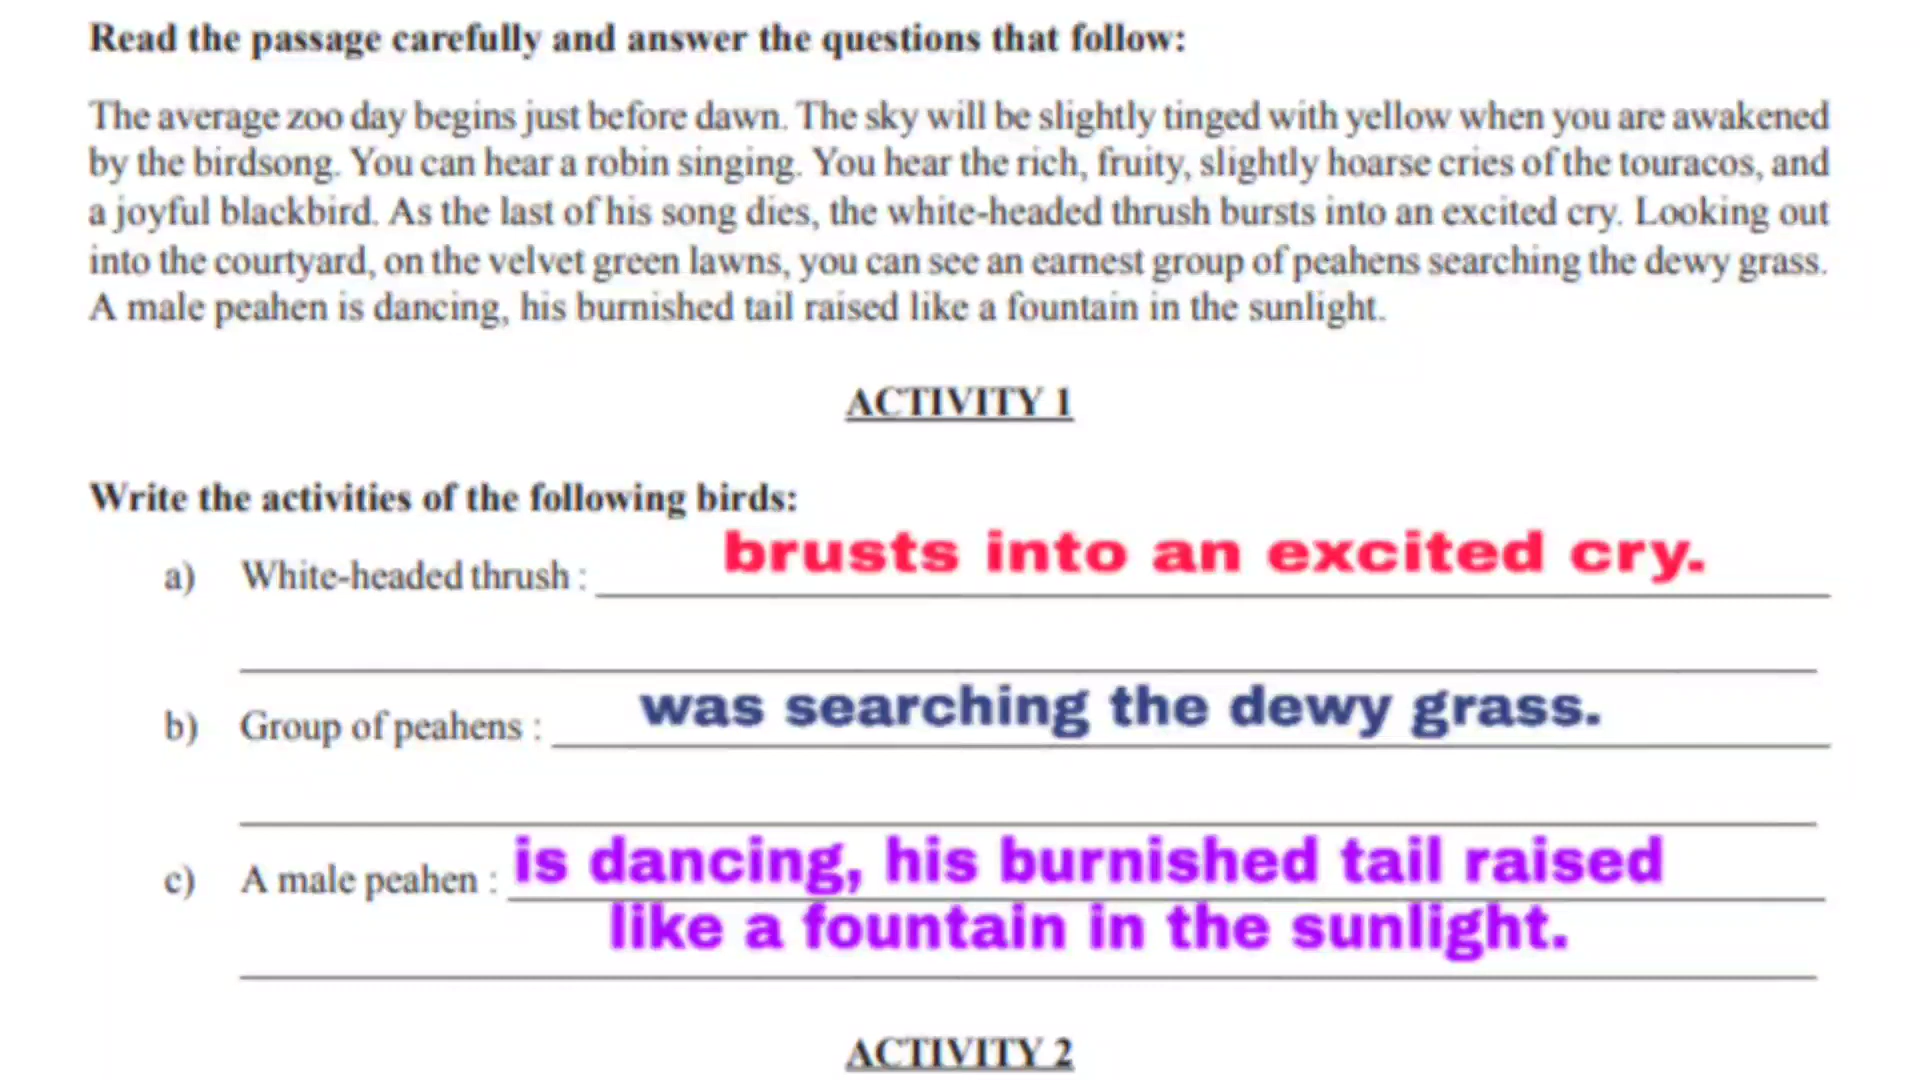 Read the passage carefully and answer the questions that follow:
The average zoo day begins just before dawn. The sky will be slightly tinged with yellow when you are awakened
by the birdsong. You can hear a robin singing. You hear the rich, fruity, slightly hoarse cries of the touracos, and
a joyful blackbird. As the last of his song dies, the white-headed thrush bursts into an excited cry. Looking out
into the courtyard, on the velvet green lawns, you can see an earnest group of peahens searching the dewy grass.
A male peahen is dancing, his burnished tail raised like a fountain in the sunlight.
ACTIVITY 1
Write the activities of the following birds:
a) White-headed thrush : brusts into an excited cry.
b) Group of peahens : was searching the dewy grass.
c) A male peahen : is dancing, his burnished tail raised
like a fountain in the sunlight.
ACTIVITY 2